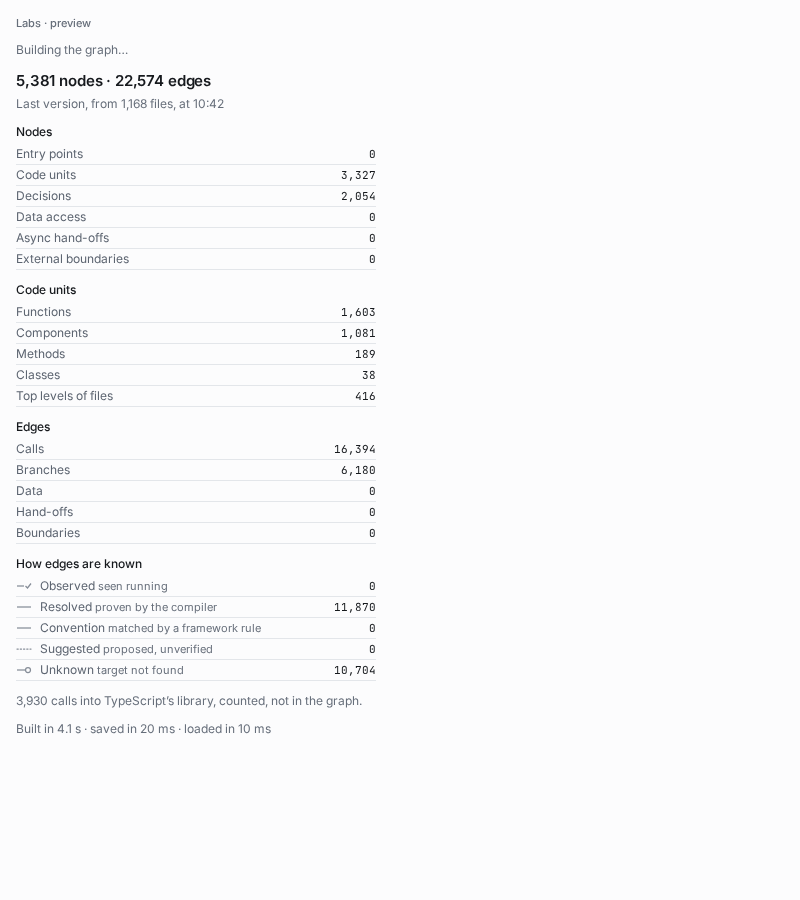 Labs · preview
Building the graph…
5,381 nodes · 22,574 edges
Last version, from 1,168 files, at 10:42
Nodes
Entry points 0
Code units 3,327
Decisions 2,054
Data access 0
Async hand-offs 0
External boundaries 0
Code units
Functions 1,603
Components 1,081
Methods 189
Classes 38
Top levels of files 416
Edges
Calls 16,394
Branches 6,180
Data 0
Hand-offs 0
Boundaries 0
How edges are known
Observed seen running 0
Resolved proven by the compiler 11,870
Convention matched by a framework rule 0
Suggested proposed, unverified 0
Unknown target not found 10,704
3,930 calls into TypeScript’s library, counted, not in the graph.
Built in 4.1 s · saved in 20 ms · loaded in 10 ms